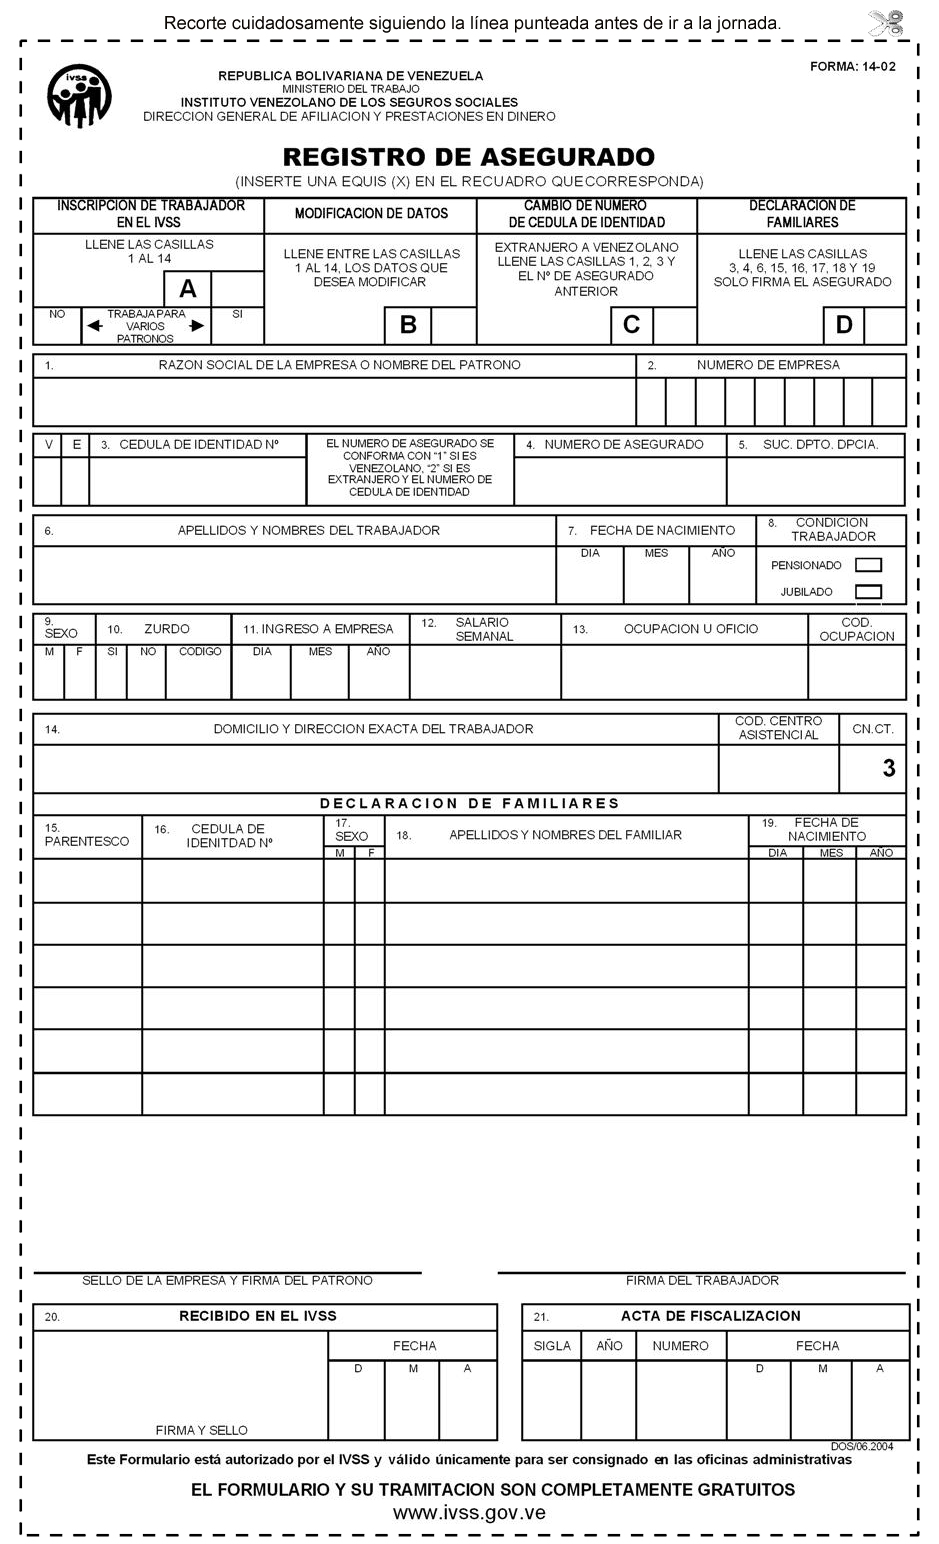 Recorte cuidadosamente siguiendo la línea punteada antes de ir a la jornada.
FORMA: 14-02
ivss
REPUBLICA BOLIVARIANA DE VENEZUELA
MINISTERIO DEL TRABAJO
INSTITUTO VENEZOLANO DE LOS SEGUROS SOCIALES
DIRECCION GENERAL DE AFILIACION Y PRESTACIONES EN DINERO
REGISTRO DE ASEGURADO
(INSERTE UNA EQUIS (X) EN EL RECUADRO QUECORRESPONDA)
INSCRIPCION DE TRABAJADOR
EN EL IVSS
LLENE LAS CASILLAS
1 AL 14
A
NO
TRABAJA PARA
VARIOS
PATRONOS
SI
MODIFICACION DE DATOS
LLENE ENTRE LAS CASILLAS
1 AL 14, LOS DATOS QUE
DESEA MODIFICAR
B
CAMBIO DE NUMERO
DE CEDULA DE IDENTIDAD
EXTRANJERO A VENEZOLANO
LLENE LAS CASILLAS 1, 2, 3 Y
EL Nº DE ASEGURADO
ANTERIOR
C
DECLARACION DE
FAMILIARES
LLENE LAS CASILLAS
3, 4, 6, 15, 16, 17, 18 Y 19
SOLO FIRMA EL ASEGURADO
D
1. RAZON SOCIAL DE LA EMPRESA O NOMBRE DEL PATRONO
2. NUMERO DE EMPRESA
V E 3. CEDULA DE IDENTIDAD Nº
EL NUMERO DE ASEGURADO SE
CONFORMA CON "1" SI ES
VENEZOLANO, "2" SI ES
EXTRANJERO Y EL NUMERO DE
CEDULA DE IDENTIDAD
4. NUMERO DE ASEGURADO
5. SUC. DPTO. DPCIA.
6. APELLIDOS Y NOMBRES DEL TRABAJADOR
7. FECHA DE NACIMIENTO
DIA MES AÑO
8. CONDICION
TRABAJADOR
PENSIONADO
JUBILADO
9.
SEXO
M F
10. ZURDO
SI NO CODIGO
11. INGRESO A EMPRESA
DIA MES AÑO
12. SALARIO
SEMANAL
13. OCUPACION U OFICIO
COD.
OCUPACION
14. DOMICILIO Y DIRECCION EXACTA DEL TRABAJADOR
COD. CENTRO
ASISTENCIAL
CN.CT.
3
DECLARACION DE FAMILIARES
15.
PARENTESCO
16. CEDULA DE
IDENITDAD Nº
17.
SEXO
M F
18. APELLIDOS Y NOMBRES DEL FAMILIAR
19. FECHA DE
NACIMIENTO
DIA MES AÑO
SELLO DE LA EMPRESA Y FIRMA DEL PATRONO
FIRMA DEL TRABAJADOR
20. RECIBIDO EN EL IVSS
FECHA
D M A
FIRMA Y SELLO
21. ACTA DE FISCALIZACION
SIGLA AÑO NUMERO FECHA
D M A
DOS/06.2004
Este Formulario está autorizado por el IVSS y válido únicamente para ser consignado en las oficinas administrativas
EL FORMULARIO Y SU TRAMITACION SON COMPLETAMENTE GRATUITOS
www.ivss.gov.ve